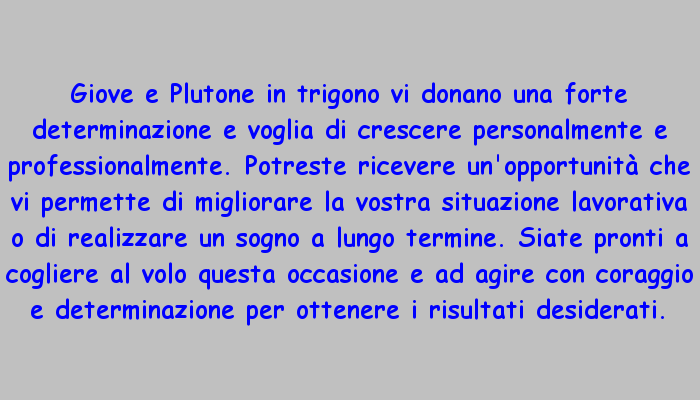 Giove e Plutone in trigono vi donano una forte
determinazione e voglia di crescere personalmente e
professionalmente. Potreste ricevere un'opportunità che
vi permette di migliorare la vostra situazione lavorativa
o di realizzare un sogno a lungo termine. Siate pronti a
cogliere al volo questa occasione e ad agire con coraggio
e determinazione per ottenere i risultati desiderati.